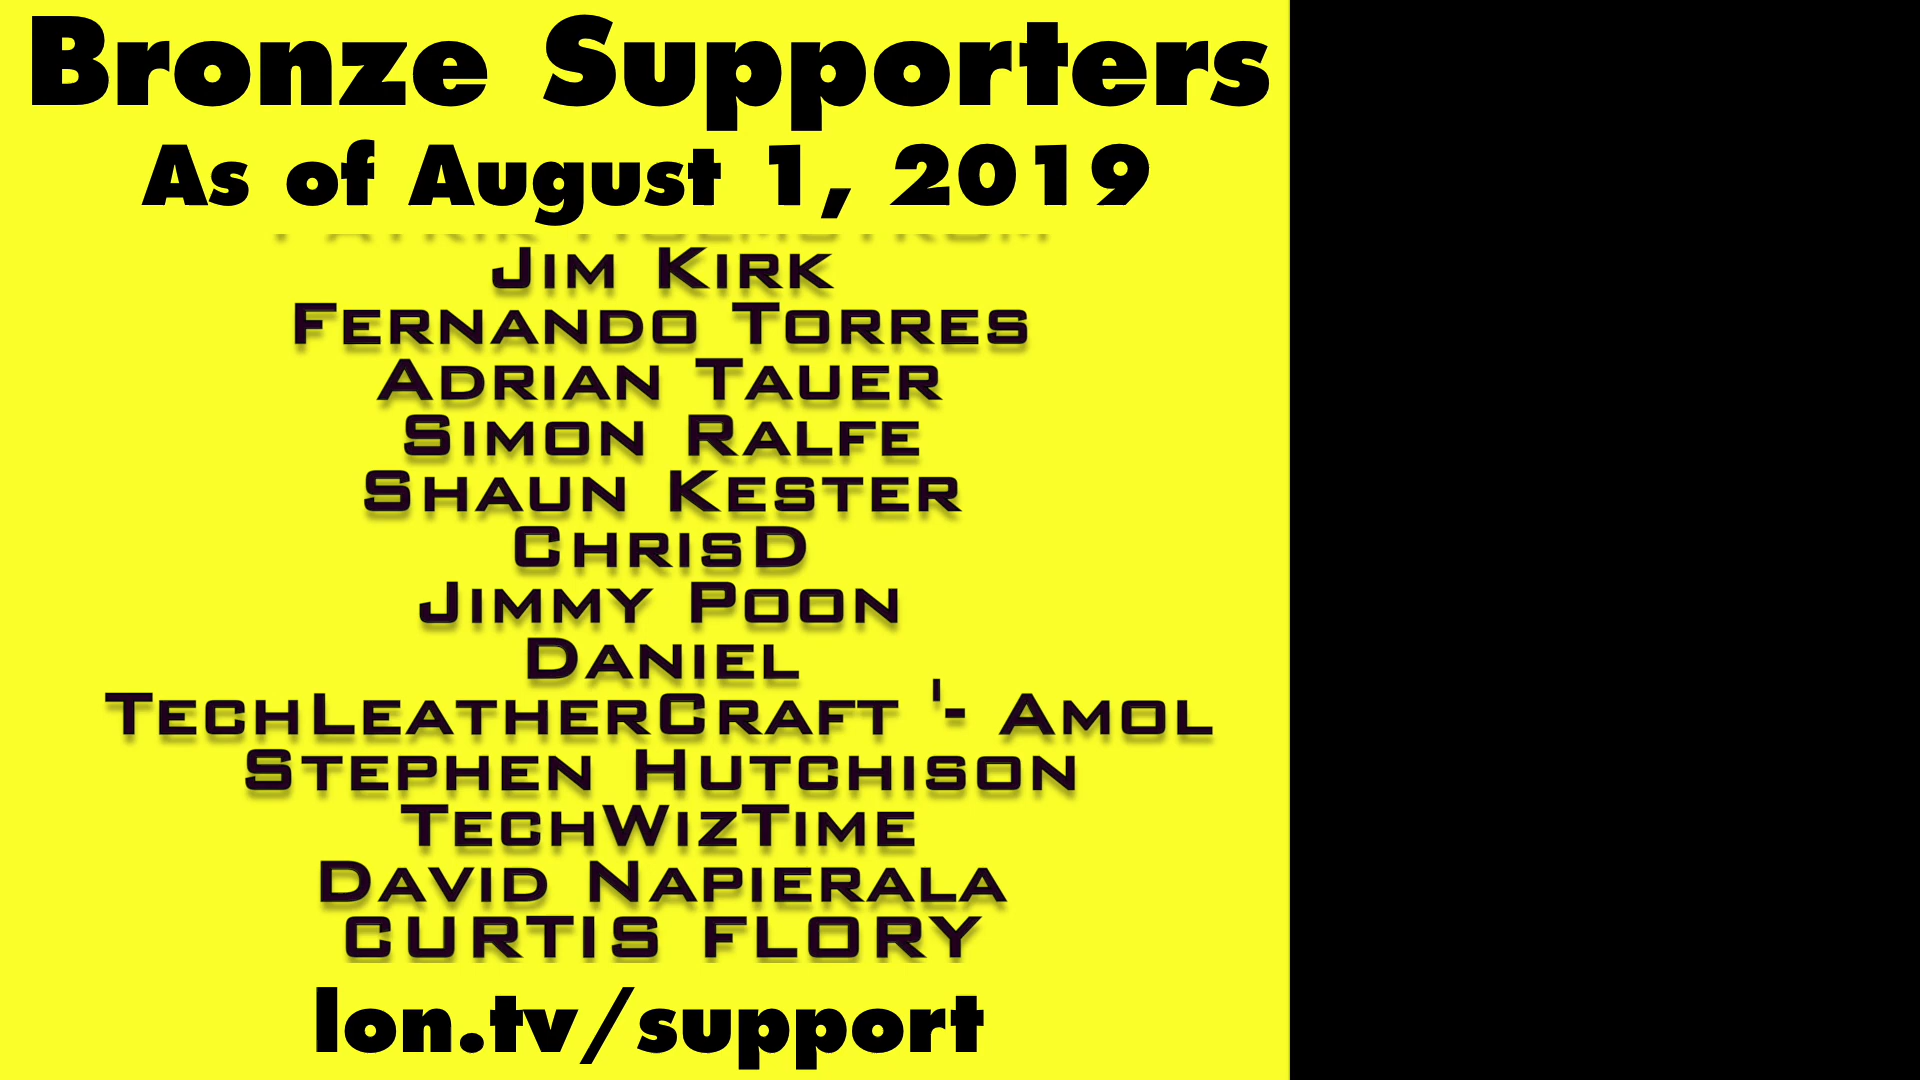 Bronze Supporters
As of August 1, 2019
Jim Kirk
Fernando Torres
Adrian Tauer
Simon Ralfe
Shaun Kester
ChrisD
Jimmy Poon
Daniel
TechLeatherCraft '- Amol
Stephen Hutchison
TechWizTime
David Napierala
CURTIS FLORY
lon.tv/support